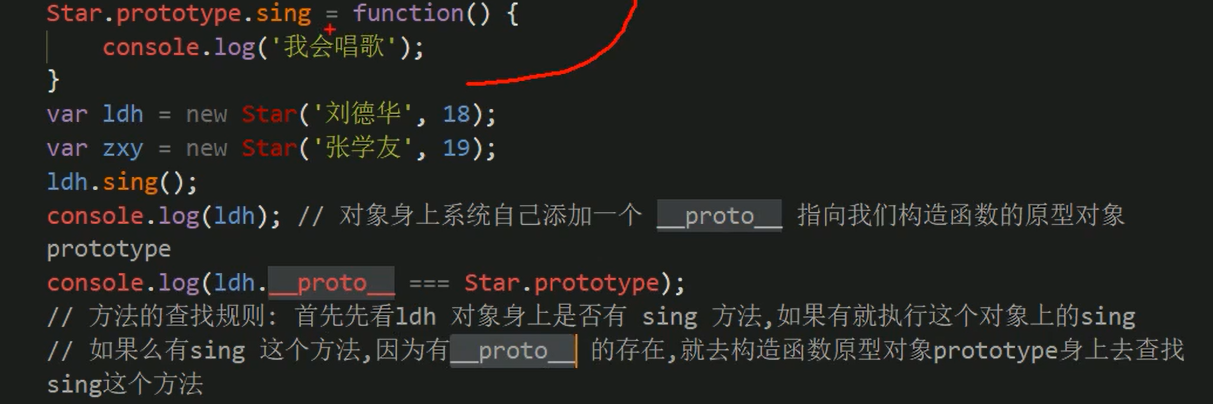 Star.prototype.sing = function() {
console.log('我会唱歌');
}
var ldh = new Star('刘德华', 18);
var zxy = new Star('张学友', 19);
ldh.sing();
console.log(ldh); // 对象身上系统自己添加一个 __proto__ 指向我们构造函数的原型对象
prototype
console.log(ldh.__proto__ === Star.prototype);
// 方法的查找规则: 首先先看ldh 对象身上是否有 sing 方法,如果有就执行这个对象上的sing
// 如果么有sing 这个方法,因为有__proto__ 的存在,就去构造函数原型对象prototype身上去查找
sing这个方法